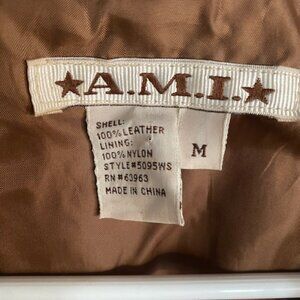 ★A.M.I.★
SHELL:
100% LEATHER
LINING:
100% NYLON
STYLE#5095WS
RN #63963
MADE IN CHINA
M